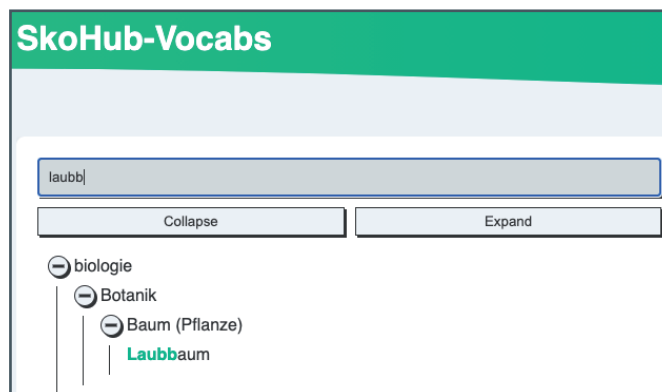 SkoHub-Vocabs
laubb
Collapse Expand
biologie
Botanik
Baum (Pflanze)
Laubbaum